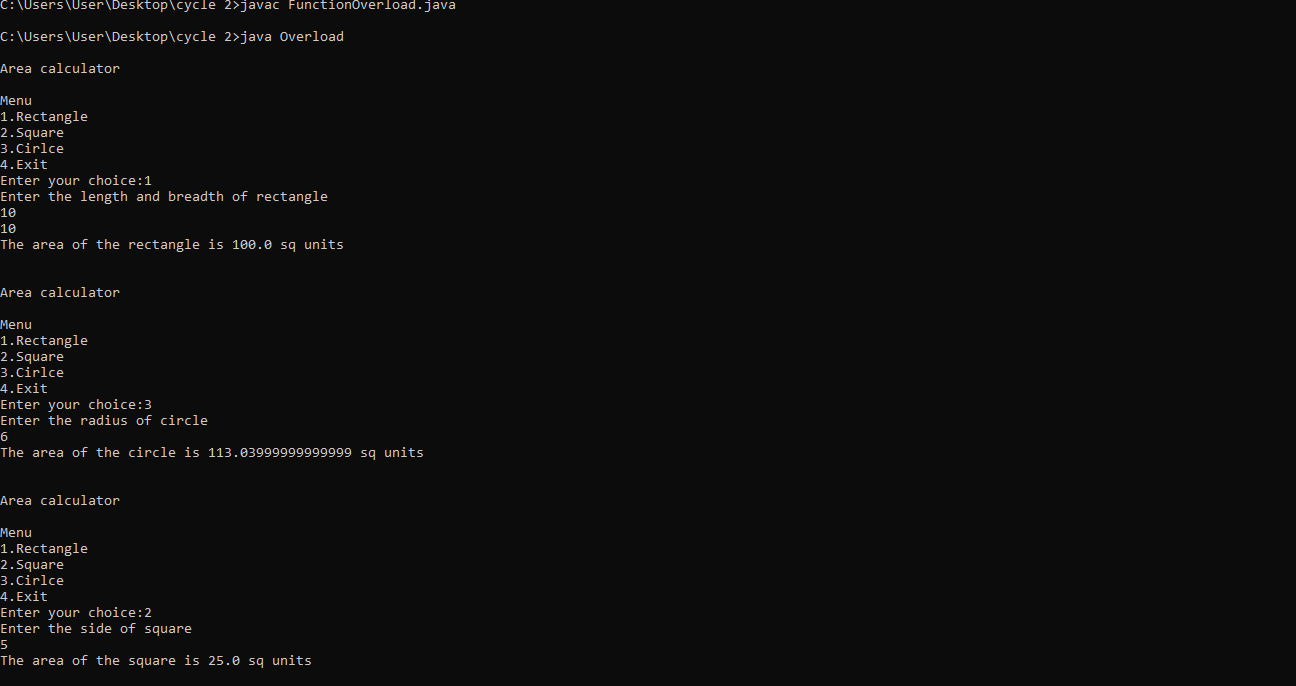 C:\Users\User\Desktop\cycle 2>javac FunctionOverload.java
C:\Users\User\Desktop\cycle 2>java Overload
Area calculator
Menu
1.Rectangle
2.Square
3.Cirlce
4.Exit
Enter your choice:1
Enter the length and breadth of rectangle
10
10
The area of the rectangle is 100.0 sq units
Area calculator
Menu
1.Rectangle
2.Square
3.Cirlce
4.Exit
Enter your choice:3
Enter the radius of circle
6
The area of the circle is 113.03999999999999 sq units
Area calculator
Menu
1.Rectangle
2.Square
3.Cirlce
4.Exit
Enter your choice:2
Enter the side of square
5
The area of the square is 25.0 sq units